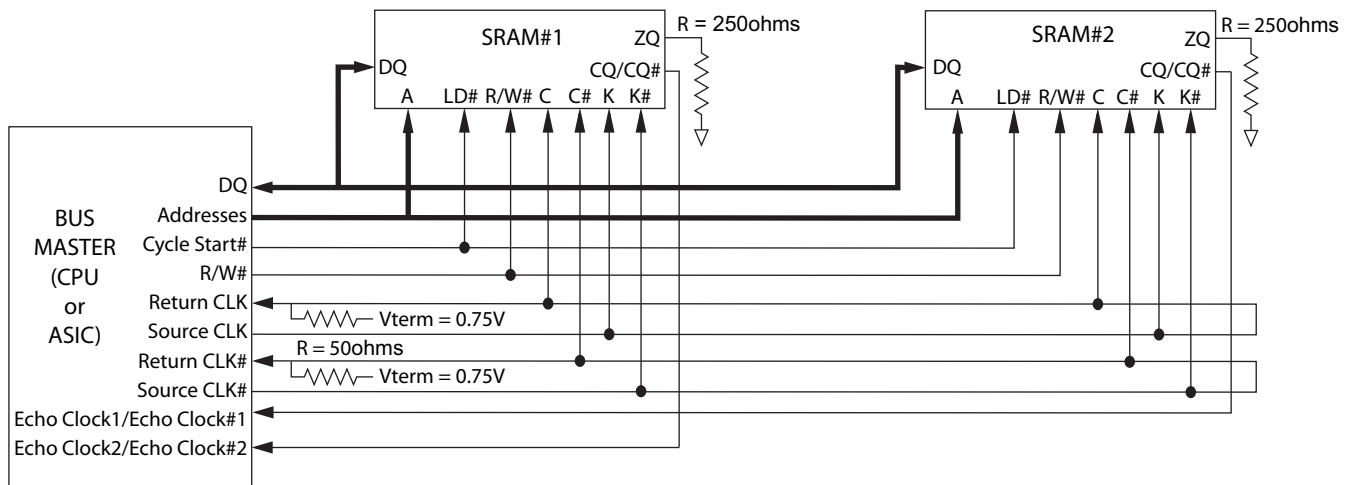 SRAM#1
ZQ
R = 250ohms
DQ
CQ/CQ#
A LD# R/W# C C# K K#
SRAM#2
ZQ
R = 250ohms
DQ
CQ/CQ#
A LD# R/W# C C# K K#
BUS
MASTER
(CPU
or
ASIC)
DQ
Addresses
Cycle Start#
R/W#
Return CLK
Vterm = 0.75V
Source CLK
R = 50ohms
Return CLK#
Vterm = 0.75V
Source CLK#
Echo Clock1/Echo Clock#1
Echo Clock2/Echo Clock#2